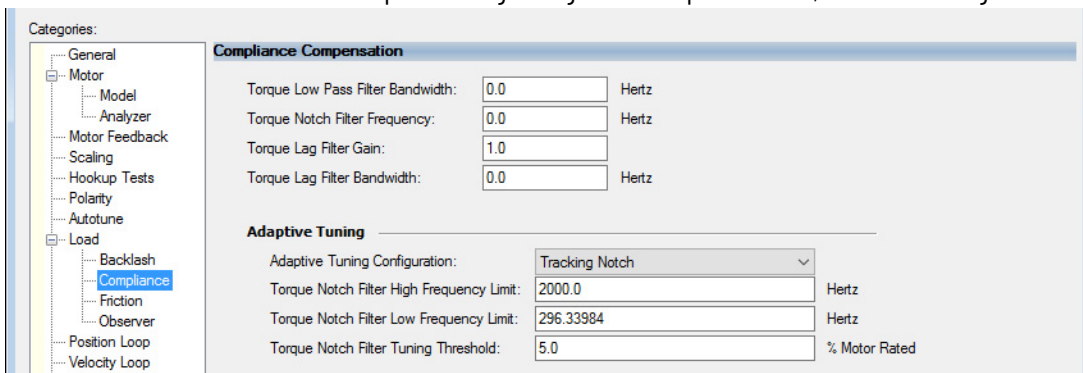 Categories:
General
Motor
Model
Analyzer
Motor Feedback
Scaling
Hookup Tests
Polarity
Autotune
Load
Backlash
Compliance
Friction
Observer
Position Loop
Velocity Loop
Compliance Compensation
Torque Low Pass Filter Bandwidth: 0.0 Hertz
Torque Notch Filter Frequency: 0.0 Hertz
Torque Lag Filter Gain: 1.0
Torque Lag Filter Bandwidth: 0.0 Hertz
Adaptive Tuning
Adaptive Tuning Configuration: Tracking Notch
Torque Notch Filter High Frequency Limit: 2000.0 Hertz
Torque Notch Filter Low Frequency Limit: 296.33984 Hertz
Torque Notch Filter Tuning Threshold: 5.0 % Motor Rated